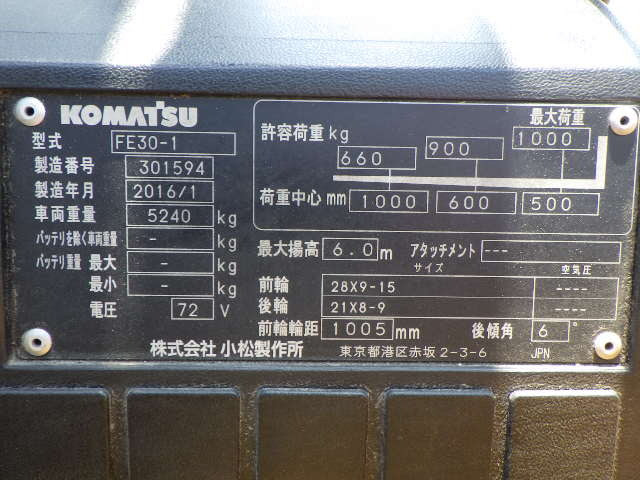 KOMATSU
型式 FE30-1
製造番号 301594
製造年月 2016/1
車両重量 5240 kg
バッテリを除く車両重量 - kg
バッテリ重量 最大 - kg
最小 - kg
電圧 72 V
最大荷重
許容荷重 kg 660 900 1000
荷重中心 mm 1000 600 500
最大揚高 6.0 m アタッチメント ---
サイズ 空気圧
前輪 28X9-15 ----
後輪 21X8-9 ----
前輪輪距 1005 mm 後傾角 6 °
株式会社 小松製作所 東京都港区赤坂 2-3-6 JPN